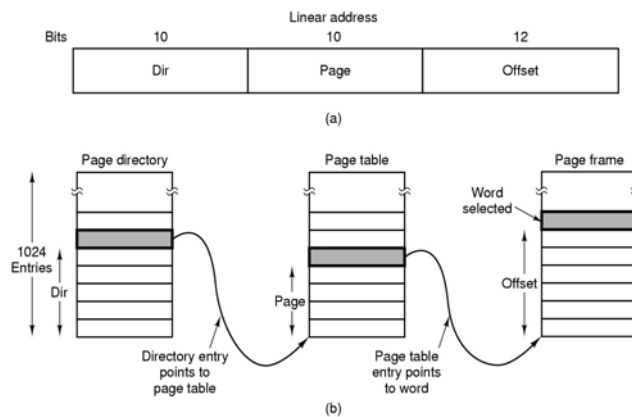 Linear address
Bits 10 10 12
Dir Page Offset
(a)
Page directory Page table Page frame
Word
selected
1024
Entries
Dir
Page
Offset
Directory entry
points to
page table
Page table
entry points
to word
(b)